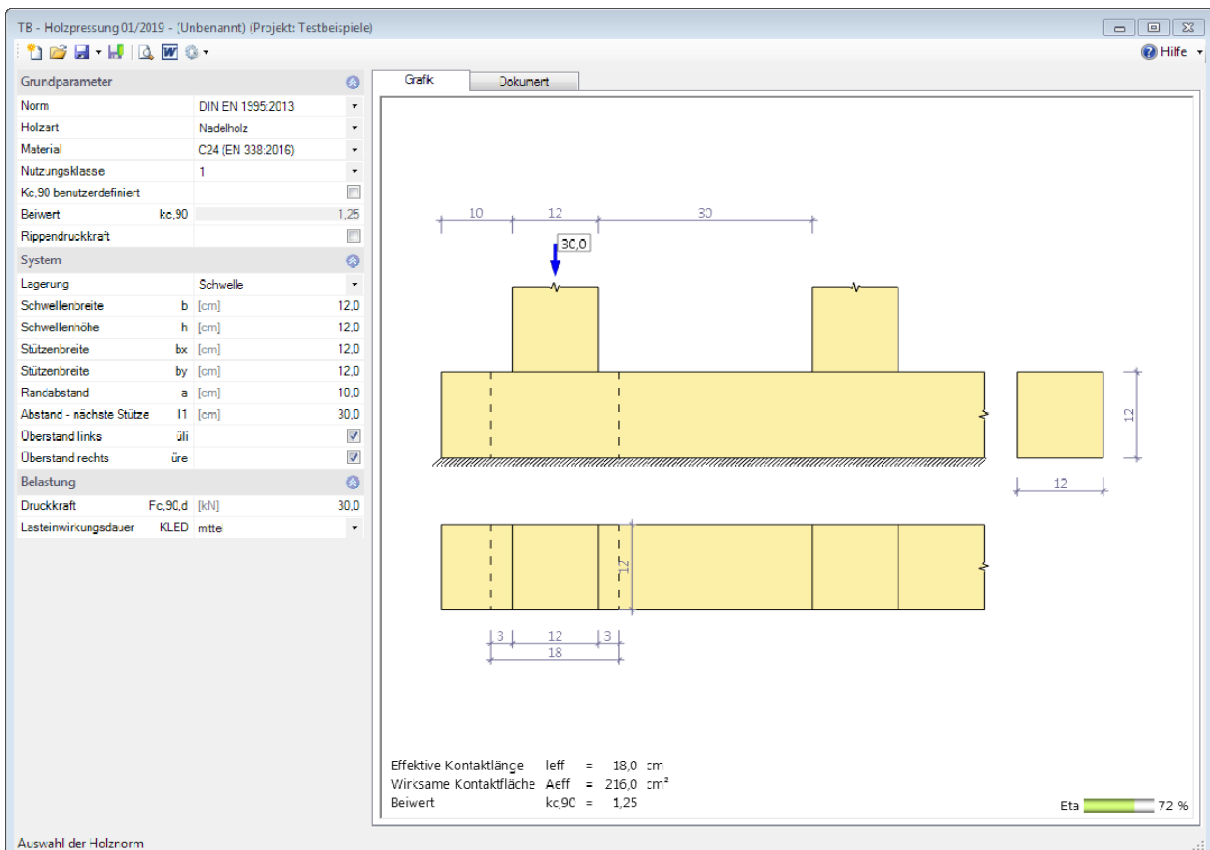 TB - Holzpressung 01/2019 - (Unbenannt) (Projekt: Testbeispiele)
Hilfe
Grundparameter
Norm DIN EN 1995:2013
Holzart Nadelholz
Material C24 (EN 338:2016)
Nutzungsklasse 1
Kc,90 benutzerdefiniert
Beiwert kc,90 1,25
Rippendruckkraft
System
Lagerung Schwelle
Schwellenbreite b [cm] 12,0
Schwellenhöhe h [cm] 12,0
Stützenbreite bx [cm] 12,0
Stützenbreite by [cm] 12,0
Randabstand a [cm] 10,0
Abstand - nächste Stütze l1 [cm] 30,0
Überstand links üli
Überstand rechts üre
Belastung
Druckkraft Fc,90,d [kN] 30,0
Lasteinwirkungsdauer KLED mttel
Grafik Dokument
10 12 30
30,0
12
12
12
3 12 3
18
Effektive Kontaktlänge leff = 18,0 cm
Wirksame Kontaktfläche Aeff = 216,0 cm²
Beiwert kc,90 = 1,25
Eta 72 %
Auswahl der Holznorm